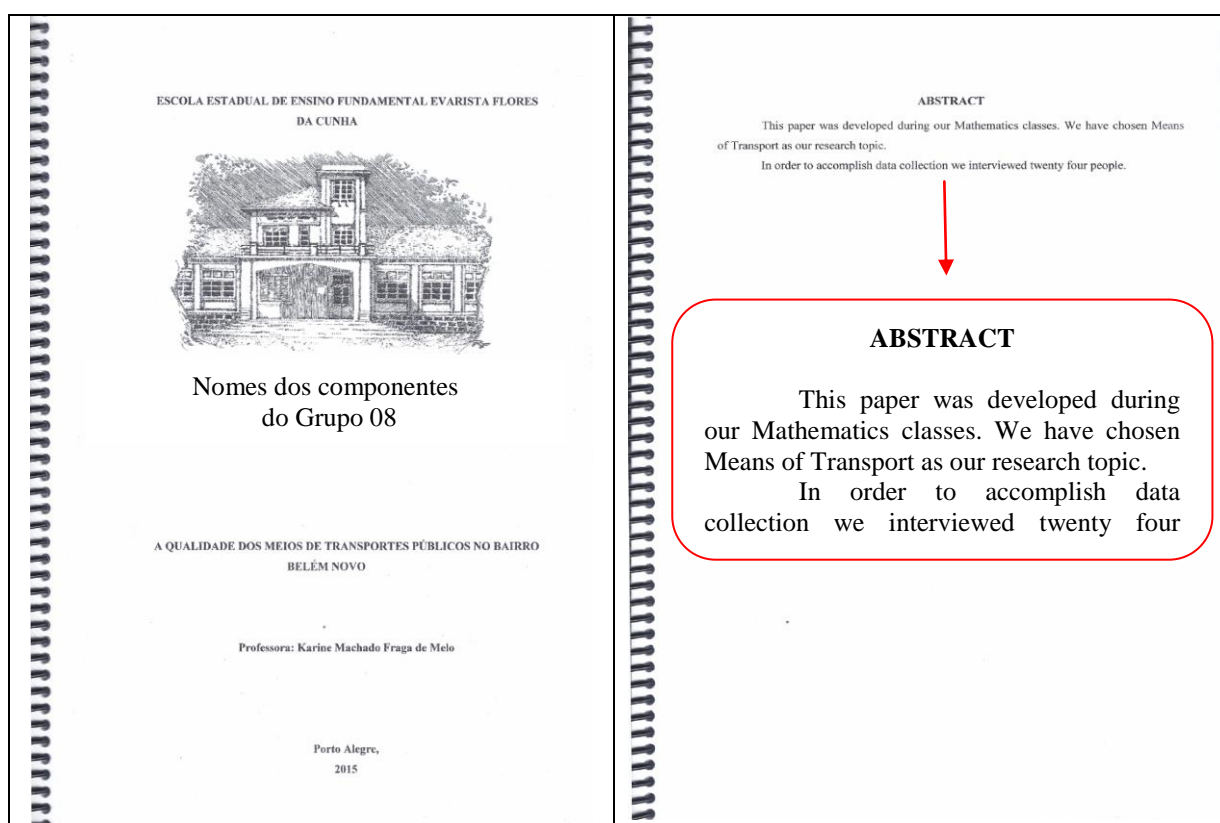 ESCOLA ESTADUAL DE ENSINO FUNDAMENTAL EVARISTA FLORES
DA CUNHA
Nomes dos componentes
do Grupo 08
A QUALIDADE DOS MEIOS DE TRANSPORTES PÚBLICOS NO BAIRRO
BELÉM NOVO
Professora: Karine Machado Fraga de Melo
Porto Alegre,
2015
ABSTRACT
This paper was developed during our Mathematics classes. We have chosen Means
of Transport as our research topic.
In order to accomplish data collection we interviewed twenty four people.
ABSTRACT
This paper was developed during
our Mathematics classes. We have chosen
Means of Transport as our research topic.
In order to accomplish data
collection we interviewed twenty four